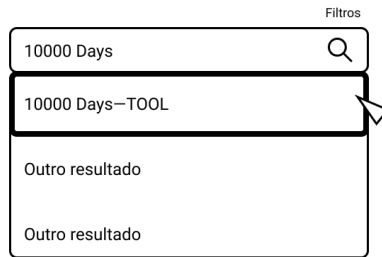 Filtros
10000 Days
10000 Days—TOOL
Outro resultado
Outro resultado